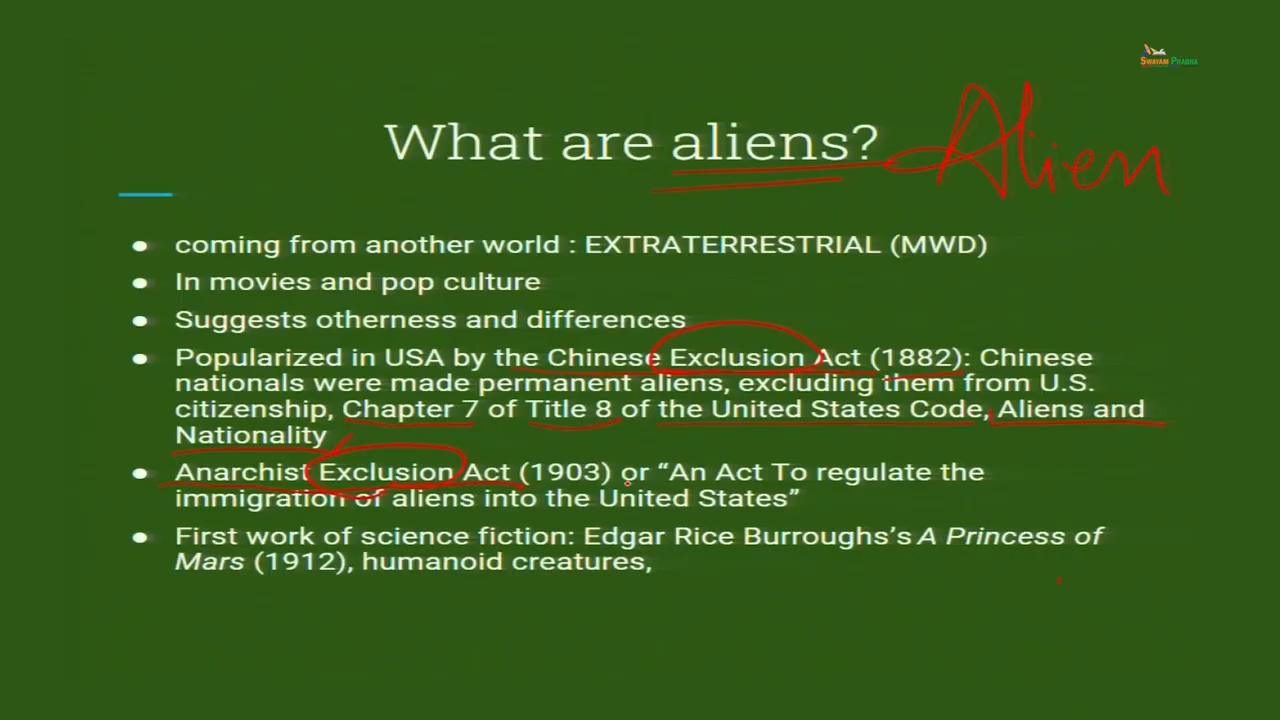 SWAYAM PRABHA
What are aliens? Alien
● coming from another world : EXTRATERRESTRIAL (MWD)
● In movies and pop culture
● Suggests otherness and differences
● Popularized in USA by the Chinese Exclusion Act (1882): Chinese
nationals were made permanent aliens, excluding them from U.S.
citizenship, Chapter 7 of Title 8 of the United States Code, Aliens and
Nationality
● Anarchist Exclusion Act (1903) or “An Act To regulate the
immigration of aliens into the United States”
● First work of science fiction: Edgar Rice Burroughs’s A Princess of
Mars (1912), humanoid creatures,